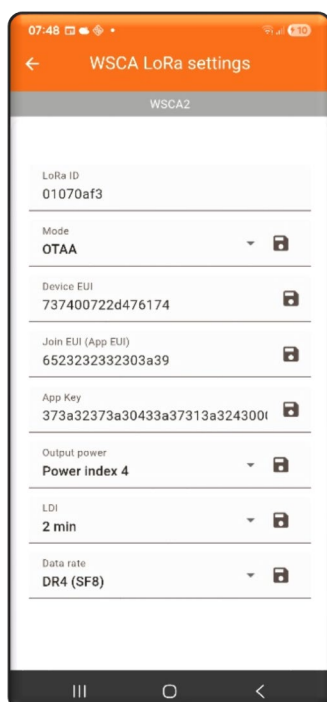 07:48
10
WSCA LoRa settings
WSCA2
LoRa ID
01070af3
Mode
OTAA
Device EUI
737400722d476174
Join EUI (App EUI)
6523232332303a39
App Key
373a32373a30433a37313a324300(
Output power
Power index 4
LDI
2 min
Data rate
DR4 (SF8)